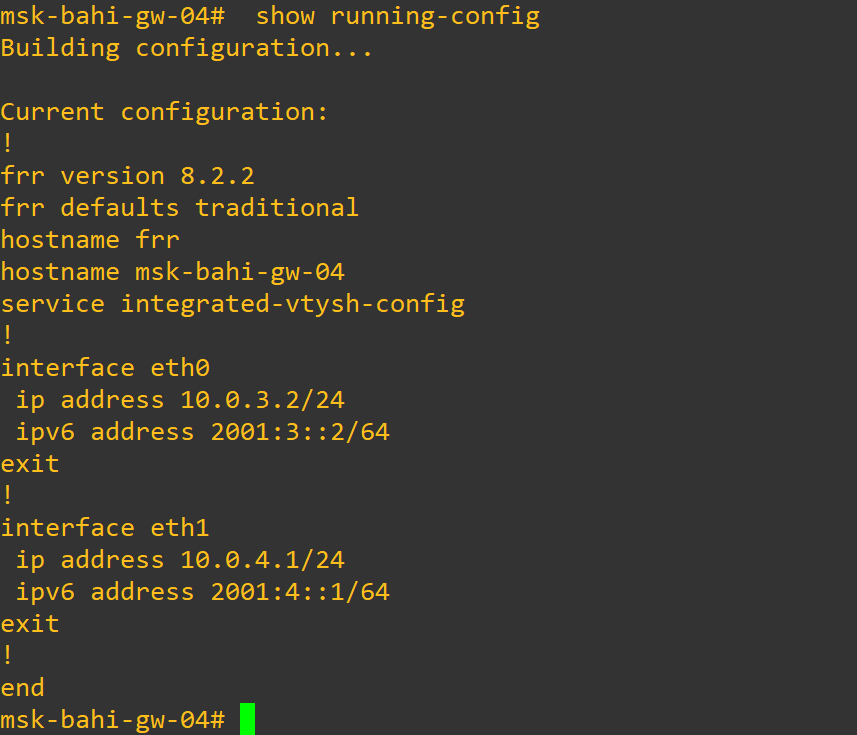 msk-bahi-gw-04#  show running-config
Building configuration...

Current configuration:
!
frr version 8.2.2
frr defaults traditional
hostname frr
hostname msk-bahi-gw-04
service integrated-vtysh-config
!
interface eth0
 ip address 10.0.3.2/24
 ipv6 address 2001:3::2/64
exit
!
interface eth1
 ip address 10.0.4.1/24
 ipv6 address 2001:4::1/64
exit
!
end
msk-bahi-gw-04#